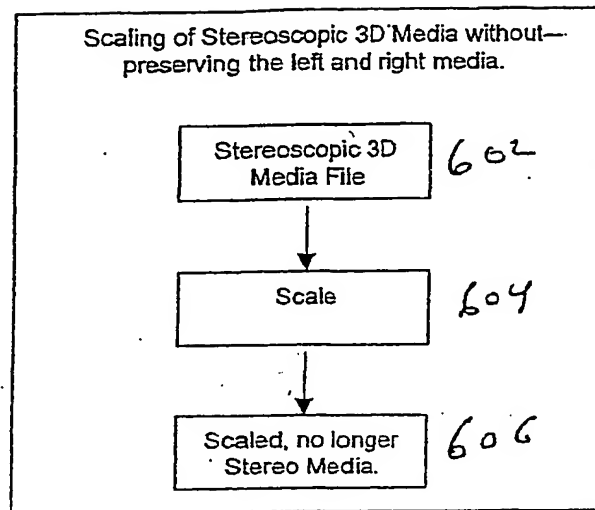 Scaling of Stereoscopic 3D Media without
preserving the left and right media.
Stereoscopic 3D
Media File
602
Scale
604
Scaled, no longer
Stereo Media.
606